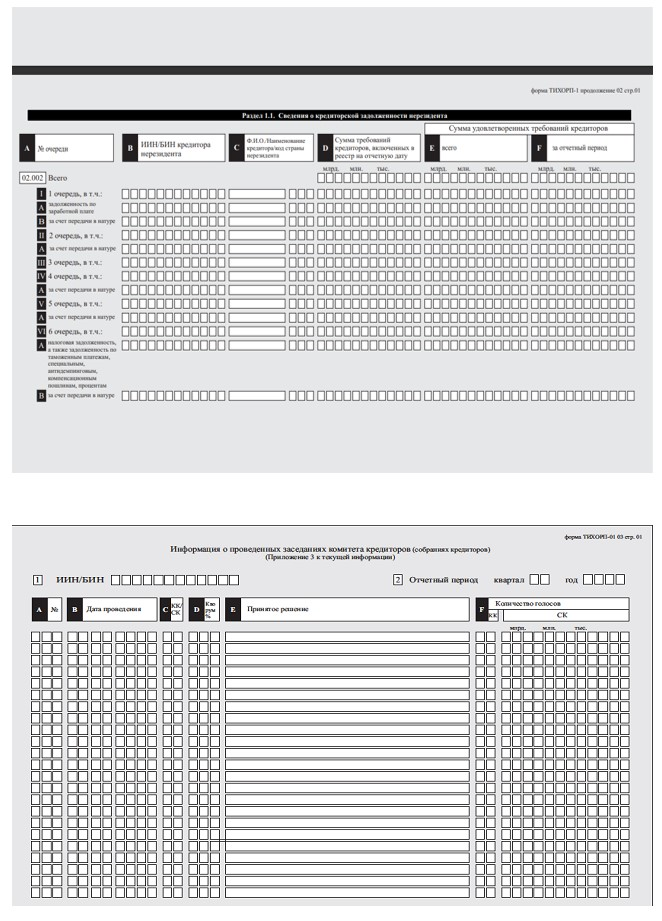 форма ТИХОРП-1 продолжение 02 стр.01
Раздел 1.1. Сведения о кредиторской задолженности нерезидента
Сумма удовлетворенных требований кредиторов
A № очереди
B ИИН/БИН кредитора нерезидента
C Ф.И.О./Наименование кредитора/код страны нерезидента
D Сумма требований кредиторов, включенных в реестр на отчетную дату
E всего
F за отчетный период
млрд. млн. тыс. млрд. млн. тыс. млрд. млн. тыс.
02.002 Всего
I 1 очередь, в т.ч.:
A задолженность по
заработной плате
B за счет передачи в натуре
II 2 очередь, в т.ч.:
A за счет передачи в натуре
III 3 очередь, в т.ч.:
IV 4 очередь, в т.ч.:
A за счет передачи в натуре
V 5 очередь, в т.ч.:
A за счет передачи в натуре
VI 6 очередь, в т.ч.:
A налоговая задолженность,
а также задолженность по
таможенным платежам,
специальным,
антидемпинговым,
компенсационным
пошлинам, процентам
B за счет передачи в натуре
форма ТИХОРП-01 03 стр. 01
Информация о проведенных заседаниях комитета кредиторов (собраниях кредиторов)
(Приложение 3 к текущей информации)
1 ИИН/БИН 2 Отчетный период квартал год
A № B Дата проведения C КК/СК D Кворум % E Принятое решение F Количество голосов
КК СК
млрд. млн. тыс.